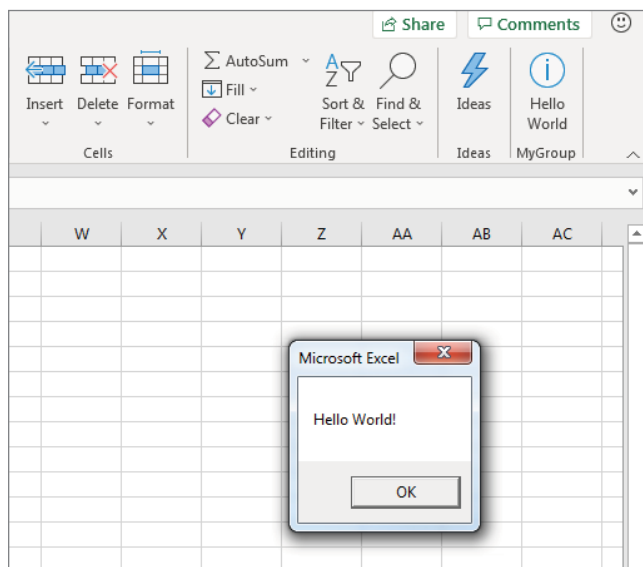 Share Comments
AutoSum
Fill
Clear
Insert Delete Format
Sort & Filter
Find & Select
Ideas
Hello World
Cells Editing Ideas MyGroup
W X Y Z AA AB AC
Microsoft Excel
Hello World!
OK